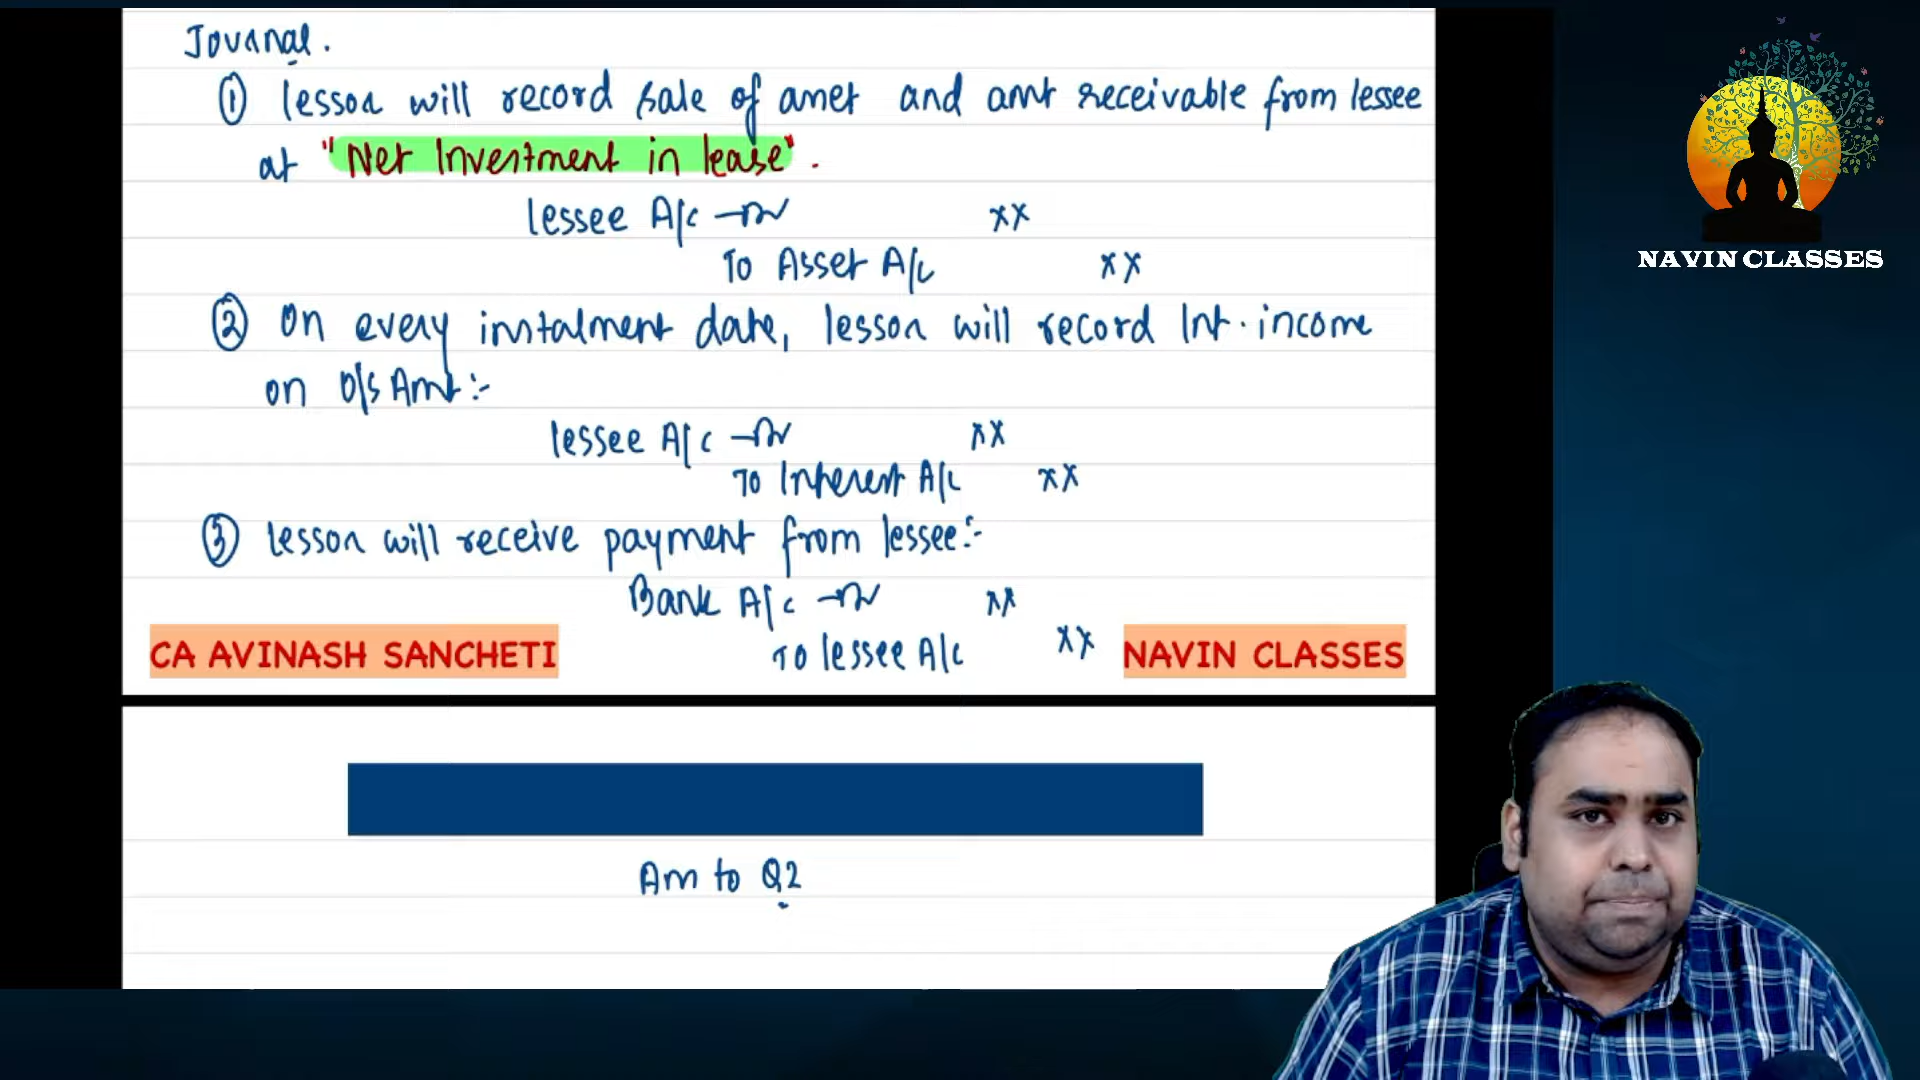 Journal.
① lessor will record sale of asset and amt receivable from lessee
at "Net Investment in lease".
lessee A/c — Dr xx
To Asset A/c xx
② On every instalment date, lessor will record Int. income
on O/s Amt:-
lessee A/c — Dr xx
To Interest A/c xx
③ lessor will receive payment from lessee:-
Bank A/c — Dr xx
To lessee A/c xx
CA AVINASH SANCHETI
NAVIN CLASSES
Ans to Q2
NAVIN CLASSES